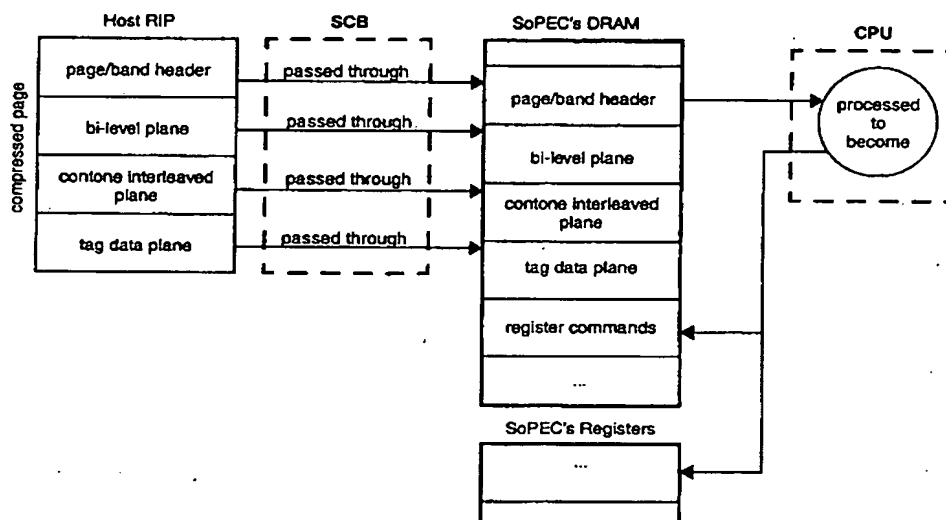 Host RIP
SCB
SoPEC's DRAM
CPU
compressed page
page/band header
passed through
page/band header
processed
to
become
bi-level plane
passed through
bi-level plane
contone interleaved
plane
passed through
contone interleaved
plane
tag data plane
passed through
tag data plane
register commands
...
SoPEC's Registers
...